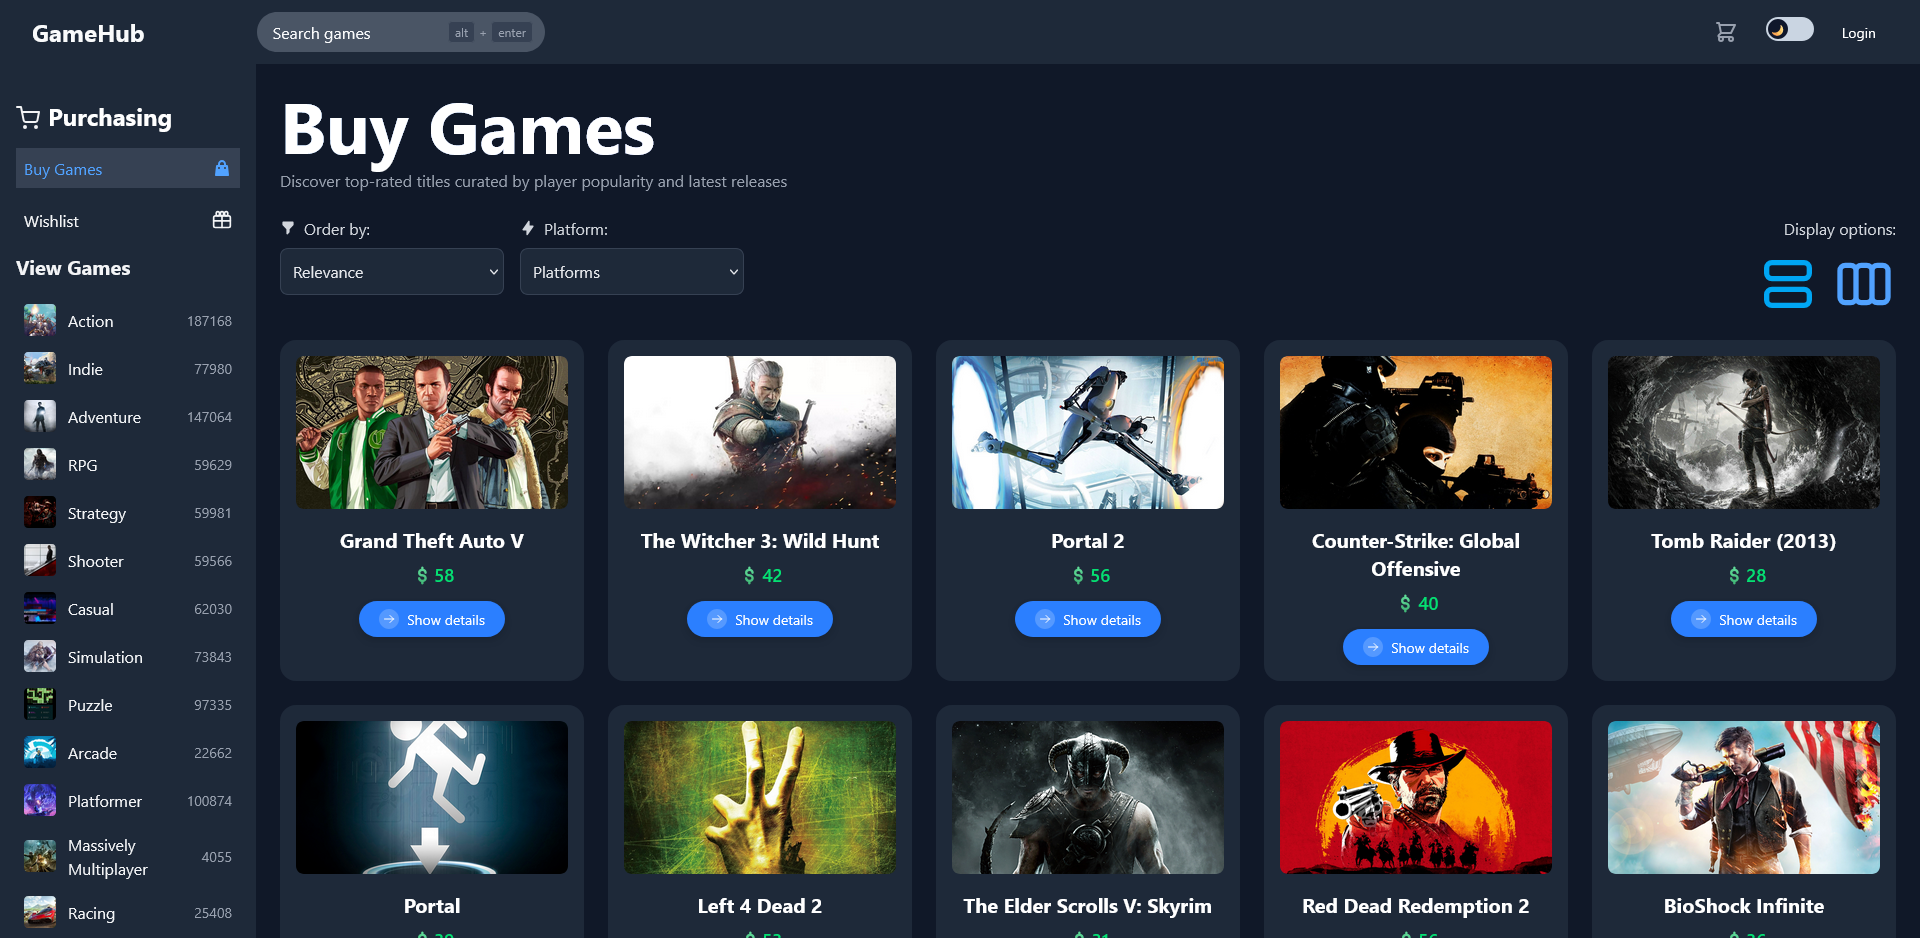 GameHub
Search games
alt + enter
Login
Purchasing
Buy Games
Wishlist
View Games
Action 187168
Indie 77980
Adventure 147064
RPG 59629
Strategy 59981
Shooter 59566
Casual 62030
Simulation 73843
Puzzle 97335
Arcade 22662
Platformer 100874
Massively
Multiplayer 4055
Racing 25408
Buy Games
Discover top-rated titles curated by player popularity and latest releases
Order by:
Relevance
Platform:
Platforms
Display options:
Grand Theft Auto V
$ 58
Show details
The Witcher 3: Wild Hunt
$ 42
Show details
Portal 2
$ 56
Show details
Counter-Strike: Global
Offensive
$ 40
Show details
Tomb Raider (2013)
$ 28
Show details
Portal
Left 4 Dead 2
The Elder Scrolls V: Skyrim
Red Dead Redemption 2
BioShock Infinite